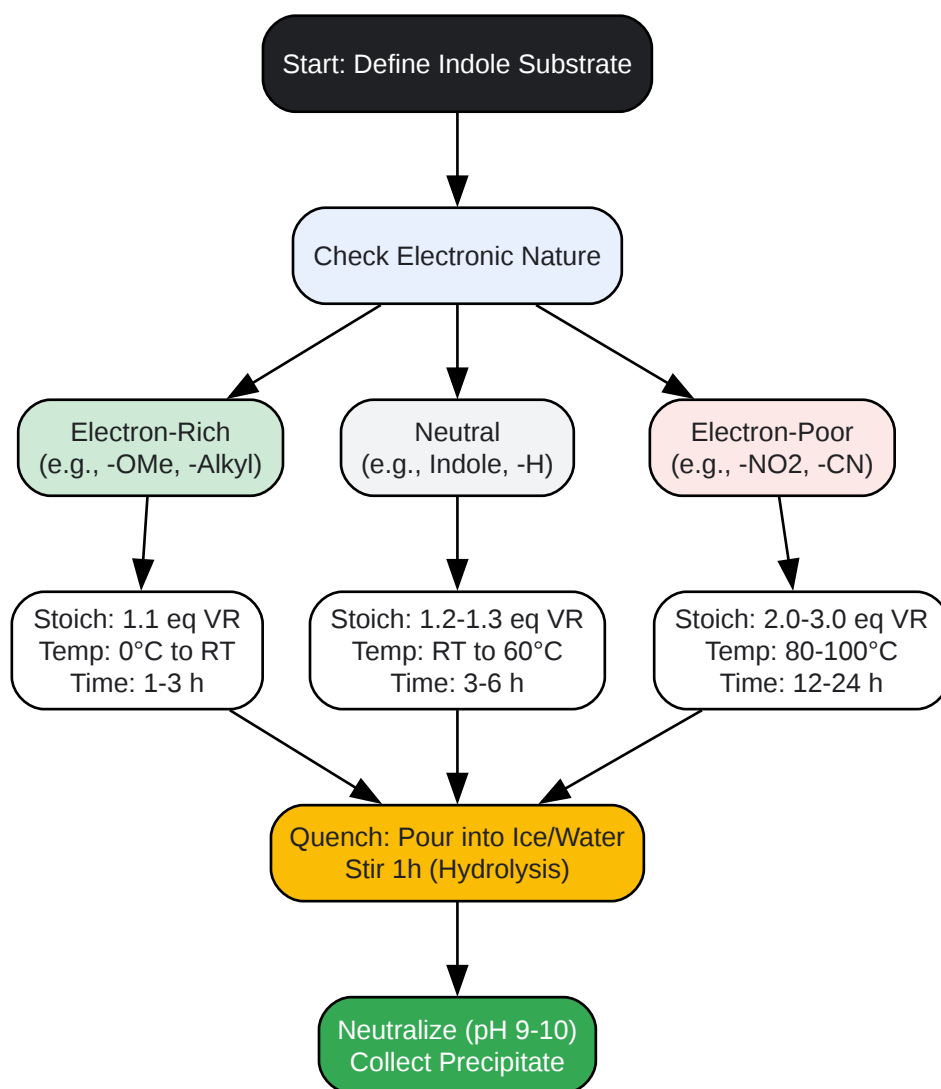 Start: Define Indole Substrate
Check Electronic Nature
Electron-Rich
(e.g., -OMe, -Alkyl)
Neutral
(e.g., Indole, -H)
Electron-Poor
(e.g., -NO2, -CN)
Stoich: 1.1 eq VR
Temp: 0°C to RT
Time: 1-3 h
Stoich: 1.2-1.3 eq VR
Temp: RT to 60°C
Time: 3-6 h
Stoich: 2.0-3.0 eq VR
Temp: 80-100°C
Time: 12-24 h
Quench: Pour into Ice/Water
Stir 1h (Hydrolysis)
Neutralize (pH 9-10)
Collect Precipitate